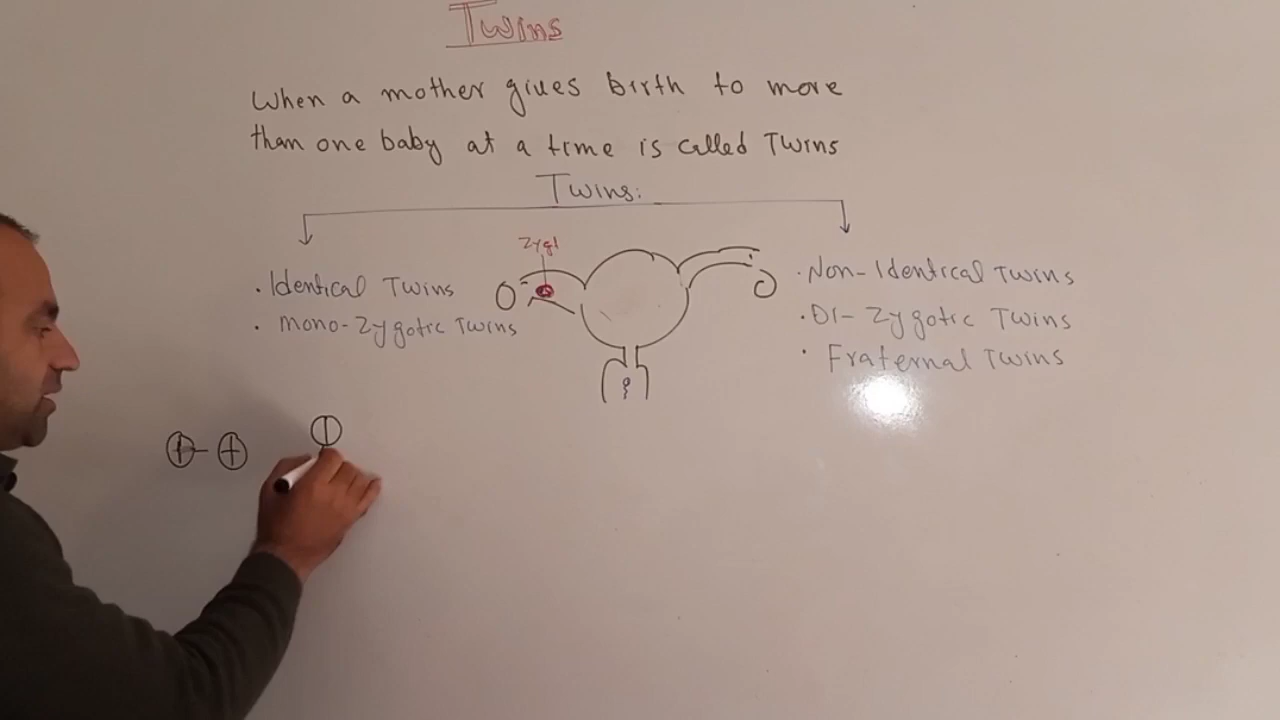 Twins
When a mother gives birth to more
than one baby at a time is called Twins
Twins:
Zygt
. Identical Twins
. Mono-Zygotic Twins
. Non-Identical Twins
. Di-Zygotic Twins
. Fraternal Twins